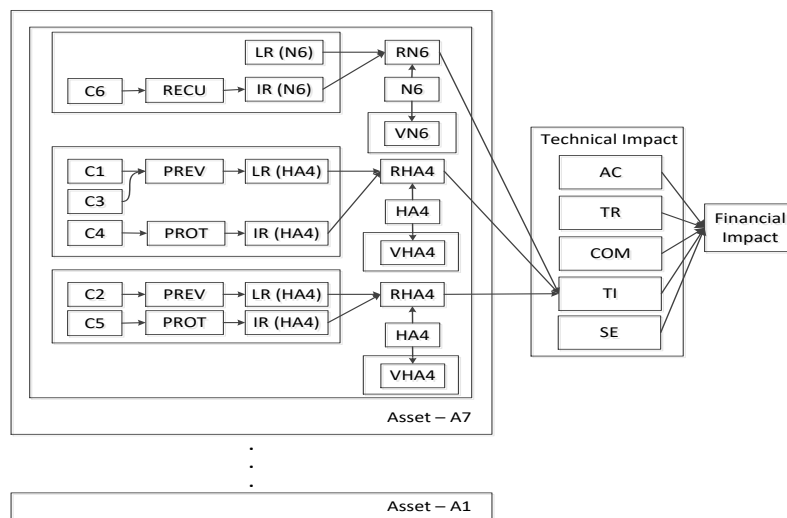 LR (N6)
RN6
C6
RECU
IR (N6)
N6
VN6
C1
PREV
LR (HA4)
RHA4
C3
C4
PROT
IR (HA4)
HA4
VHA4
C2
PREV
LR (HA4)
RHA4
C5
PROT
IR (HA4)
HA4
VHA4
Asset – A7
Technical Impact
AC
TR
COM
TI
SE
Financial
Impact
.
.
.
Asset – A1